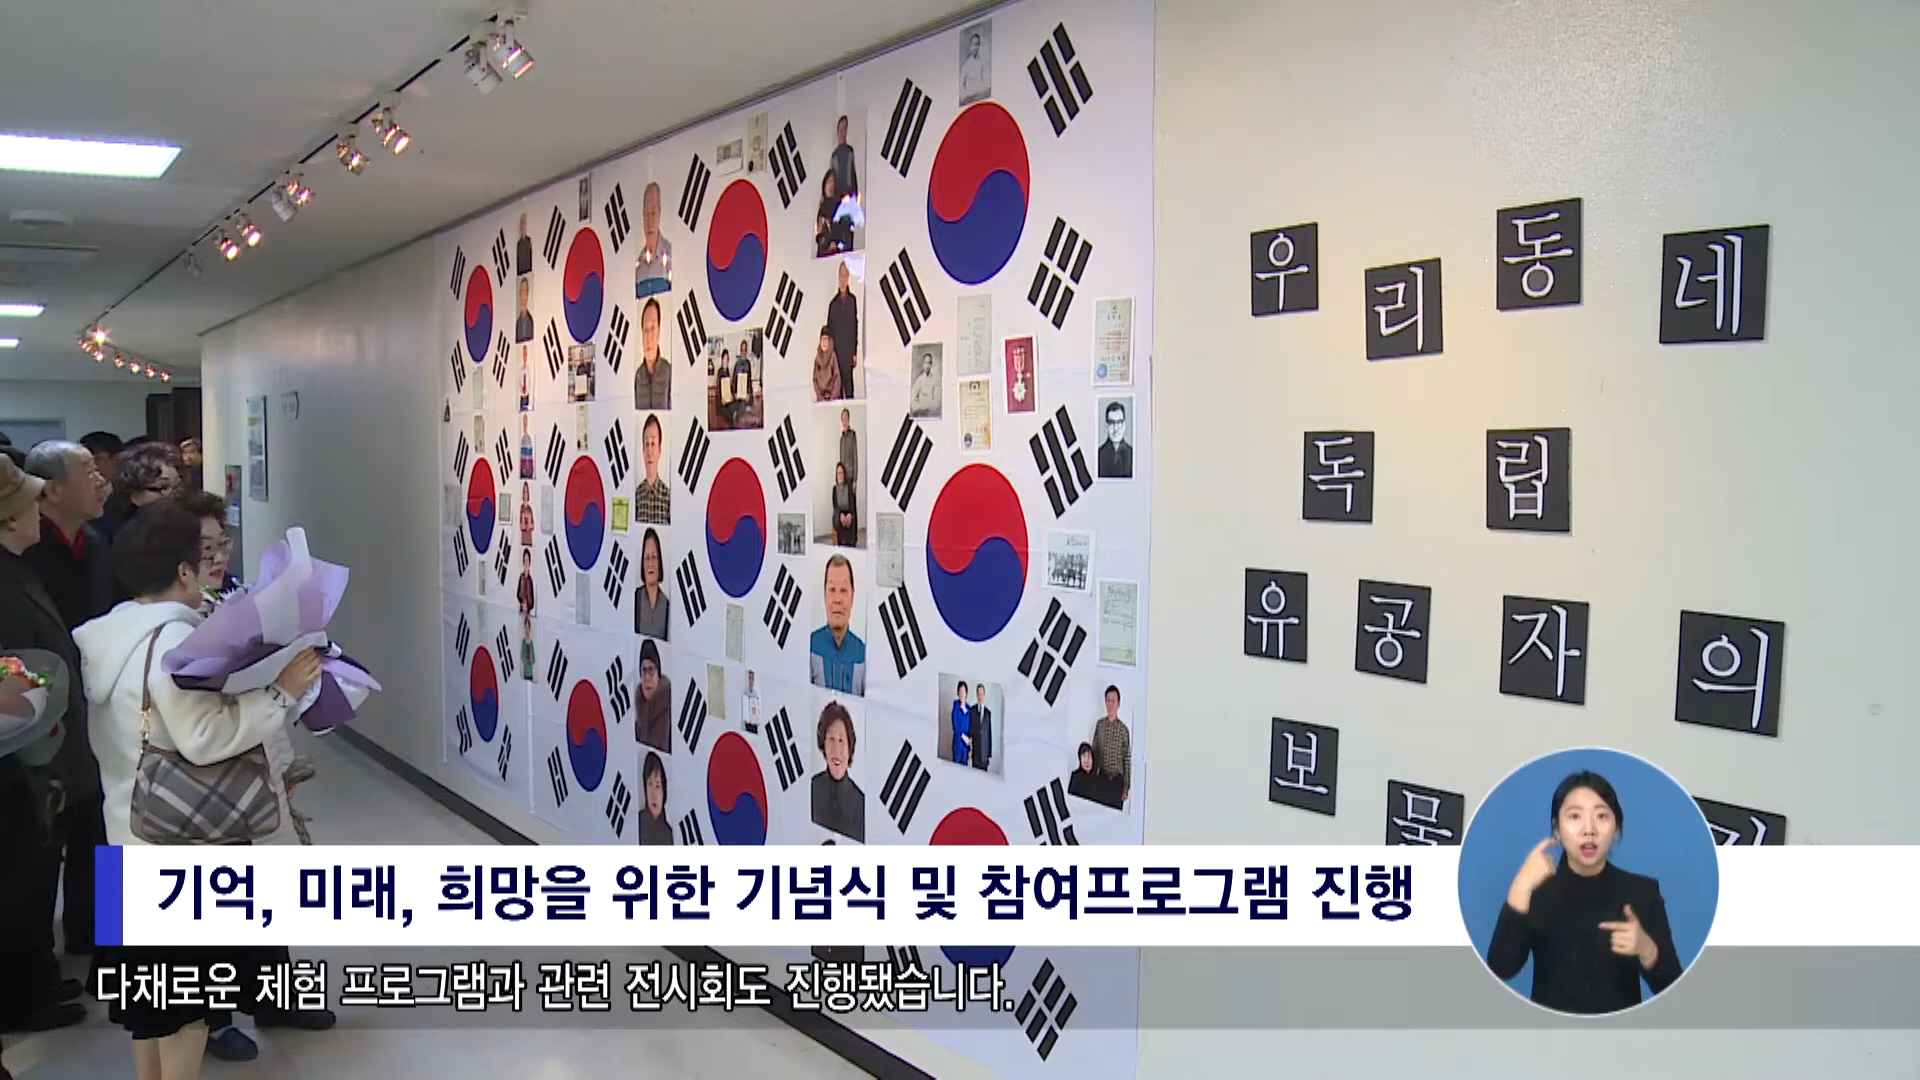 우리동네
독립
유공자의
보물
기억, 미래, 희망을 위한 기념식 및 참여프로그램 진행
다채로운 체험 프로그램과 관련 전시회도 진행됐습니다.